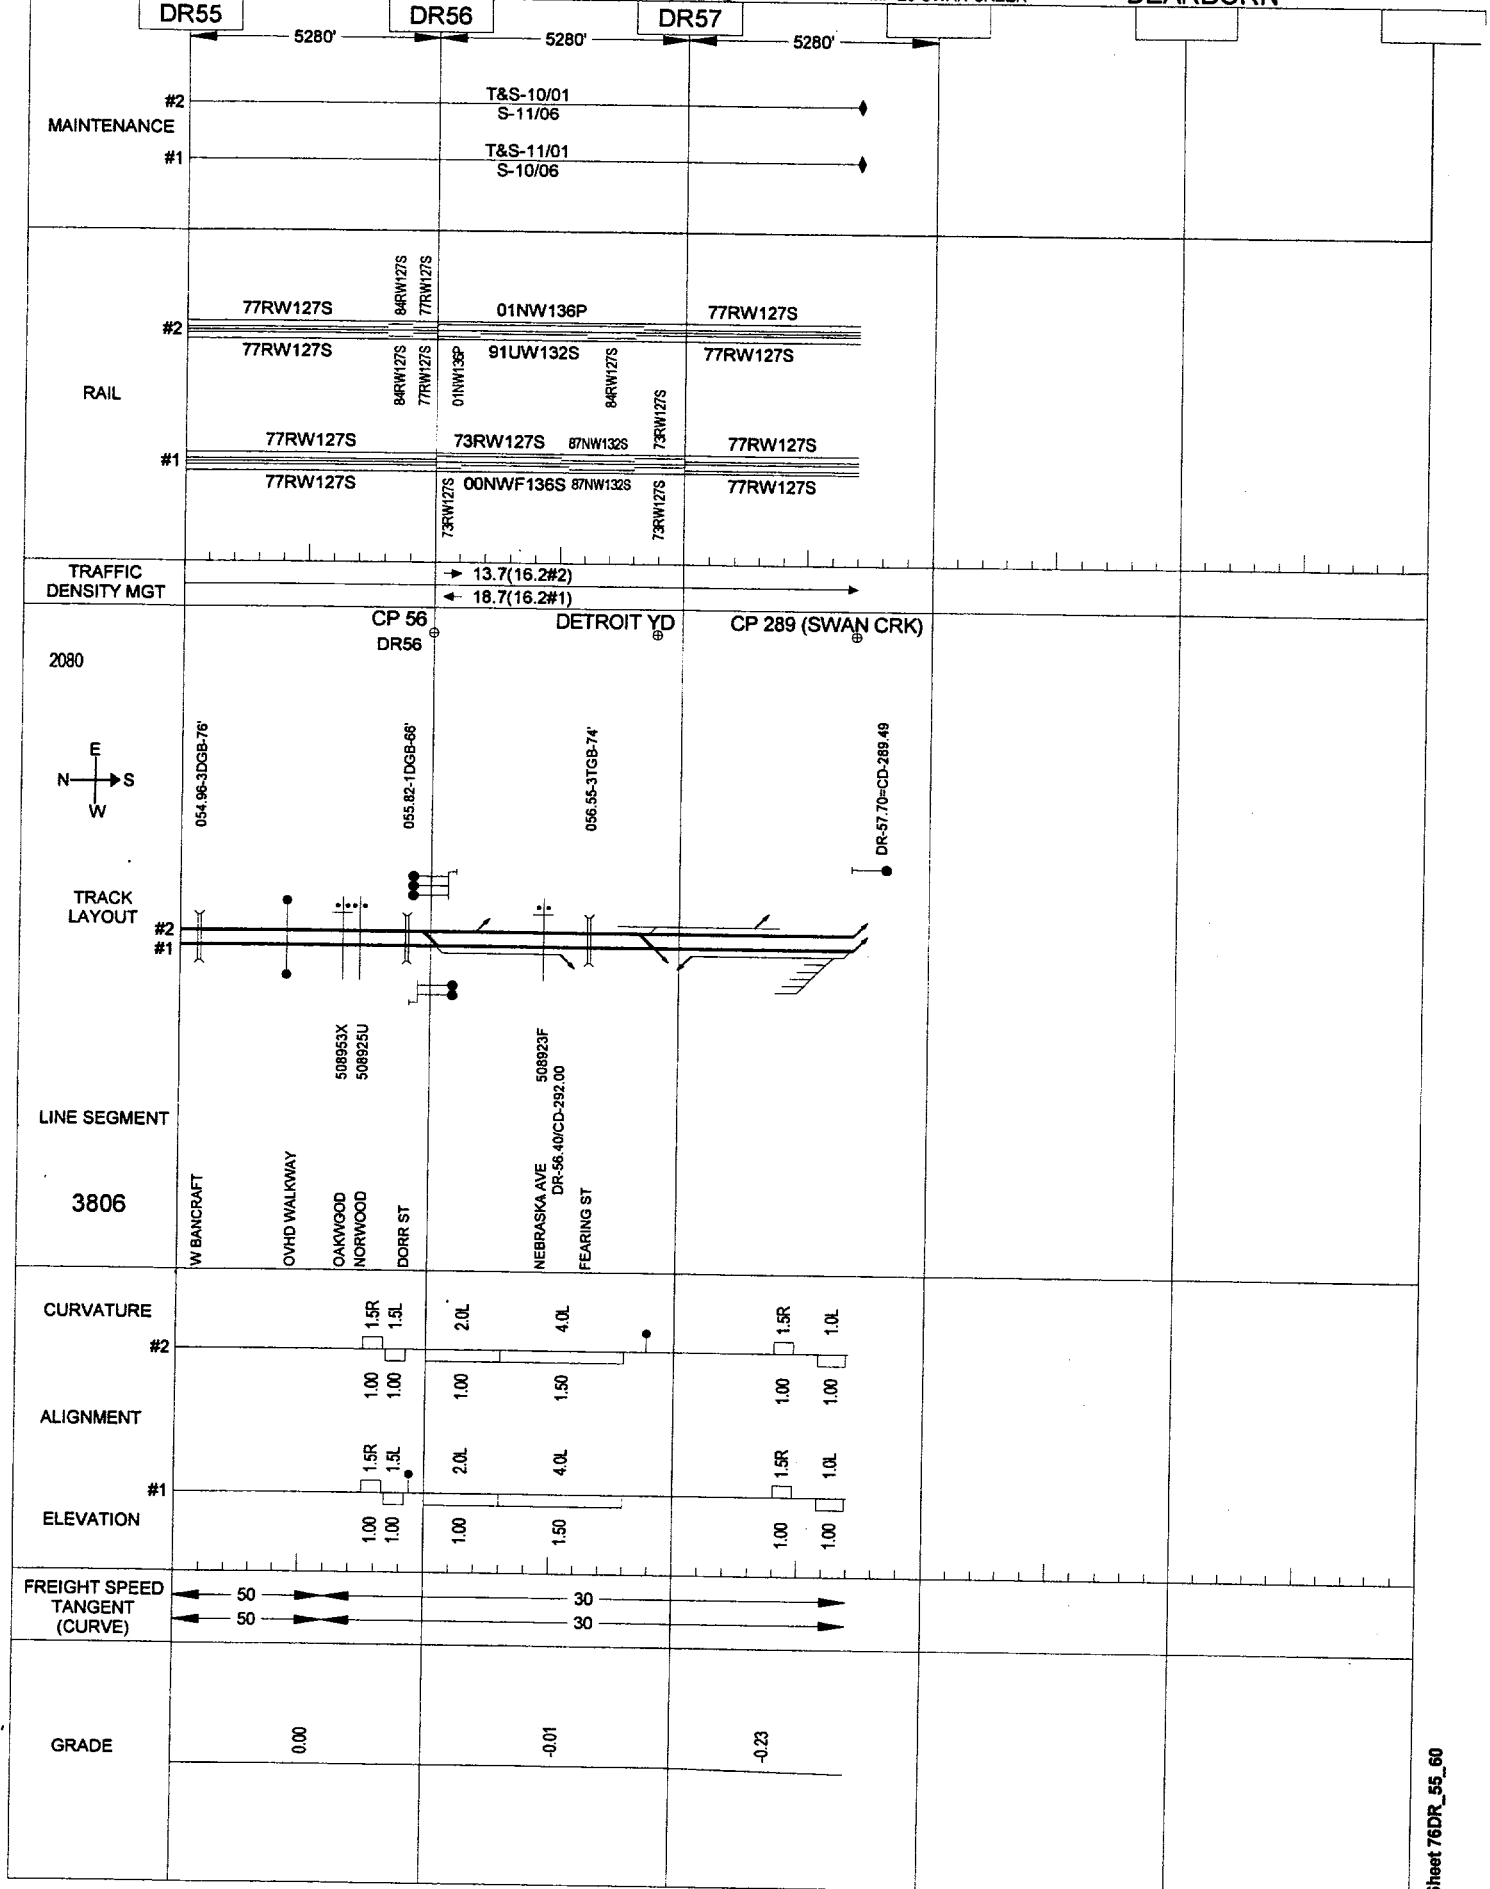 DEARBORN
DR55 DR56 DR57
5280' 5280' 5280'
#2 T&S-10/01
S-11/06
MAINTENANCE
#1 T&S-11/01
S-10/06
84RW127S 77RW127S
77RW127S 01NW136P 77RW127S
#2
77RW127S 91UW132S 77RW127S
84RW127S 77RW127S 01NW136P 84RW127S
RAIL
73RW127S
77RW127S 73RW127S 87NW132S 77RW127S
#1
77RW127S 00NWF136S 87NW132S 77RW127S
73RW127S 73RW127S
TRAFFIC
DENSITY MGT
13.7(16.2#2)
18.7(16.2#1)
CP 56 DETROIT YD CP 289 (SWAN CRK)
DR56
2080
054.96-3DGB-76' 055.82-1DGB-66' 056.55-3TGB-74' DR-57.70=CD-289.49
E
N S
W
TRACK
LAYOUT
#2
#1
508953X 508925U 508923F
DR-56.40/CD-292.00
LINE SEGMENT
3806
W BANCRAFT OVHD WALKWAY OAKWGOD NORWOOD DORR ST NEBRASKA AVE FEARING ST
CURVATURE
1.5R 1.5L 2.0L 4.0L 1.5R 1.0L
#2
1.00 1.00 1.00 1.50 1.00 1.00
ALIGNMENT
1.5R 1.5L 2.0L 4.0L 1.5R 1.0L
#1
ELEVATION
1.00 1.00 1.00 1.50 1.00 1.00
FREIGHT SPEED
TANGENT
(CURVE)
50 30
50 30
GRADE
0.00 -0.01 -0.23
Sheet 76DR_55_60